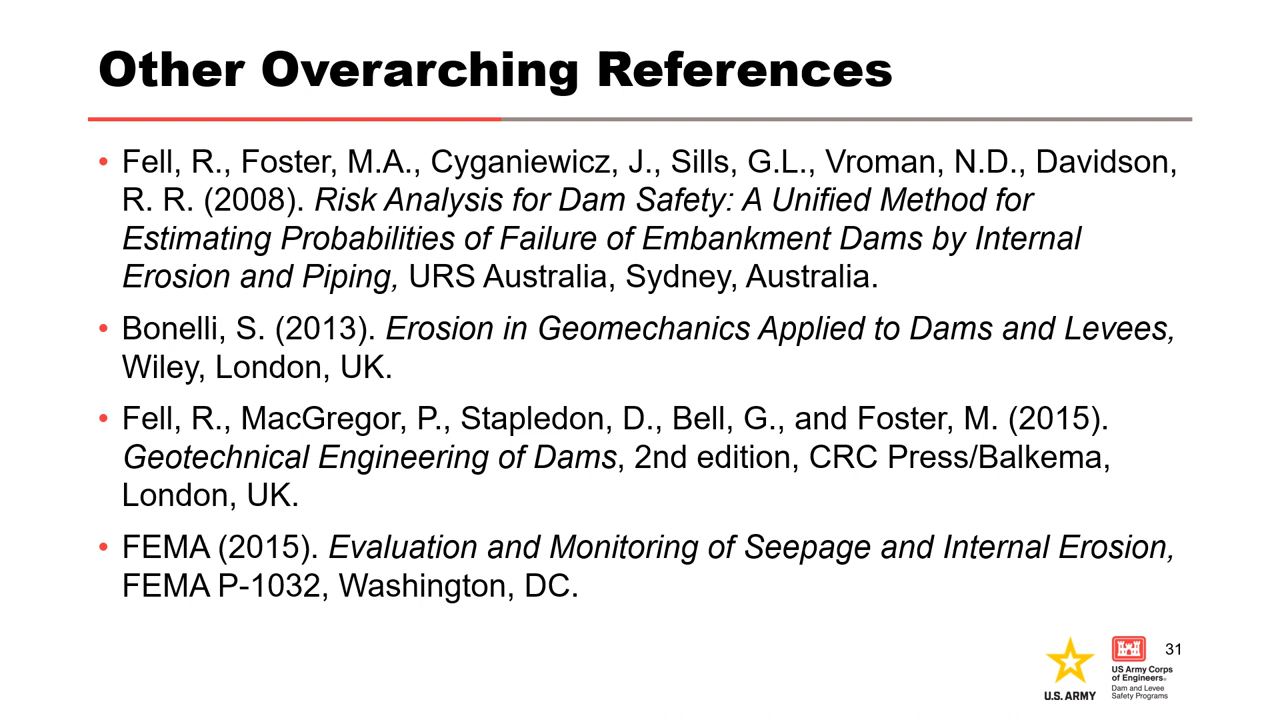 Other Overarching References
• Fell, R., Foster, M.A., Cyganiewicz, J., Sills, G.L., Vroman, N.D., Davidson,
R. R. (2008). Risk Analysis for Dam Safety: A Unified Method for
Estimating Probabilities of Failure of Embankment Dams by Internal
Erosion and Piping, URS Australia, Sydney, Australia.
• Bonelli, S. (2013). Erosion in Geomechanics Applied to Dams and Levees,
Wiley, London, UK.
• Fell, R., MacGregor, P., Stapledon, D., Bell, G., and Foster, M. (2015).
Geotechnical Engineering of Dams, 2nd edition, CRC Press/Balkema,
London, UK.
• FEMA (2015). Evaluation and Monitoring of Seepage and Internal Erosion,
FEMA P-1032, Washington, DC.
31
U.S. ARMY
US Army Corps
of Engineers®
Dam and Levee
Safety Programs